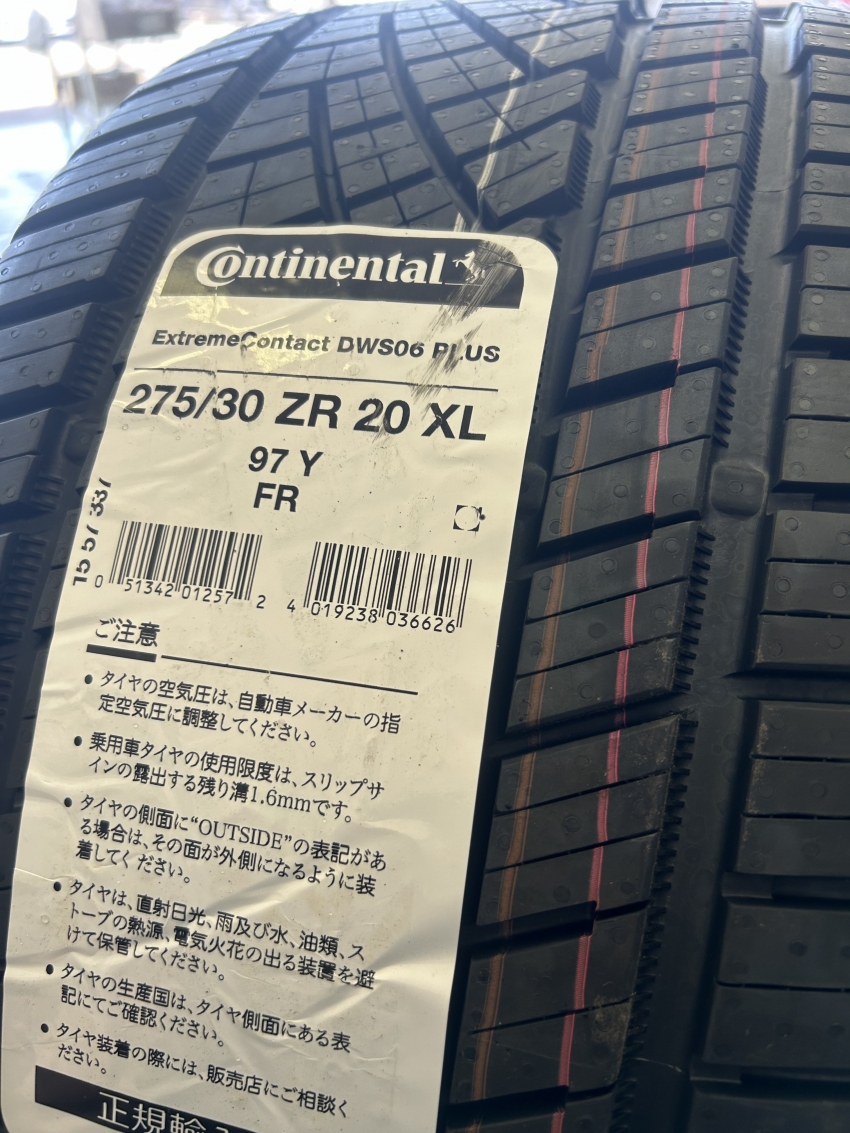 Continental
ExtremeContact DWS06 PLUS
275/30 ZR 20 XL
97 Y
FR
15 57 337
0 51342 01257 2
4 019238 036626
ご注意
• タイヤの空気圧は、自動車メーカーの指
定空気圧に調整してください。
• 乗用車タイヤの使用限度は、スリップサ
インの露出する残り溝1.6mmです。
• タイヤの側面に“OUTSIDE”の表記があ
る場合は、その面が外側になるように装
着してください。
• タイヤは、直射日光、雨及び水、油類、ス
トーブの熱源、電気火花の出る装置を避
けて保管してください。
• タイヤの生産国は、タイヤ側面にある表
記にてご確認ください。
• タイヤ装着の際には、販売店にご相談く
ださい。
正規輸入